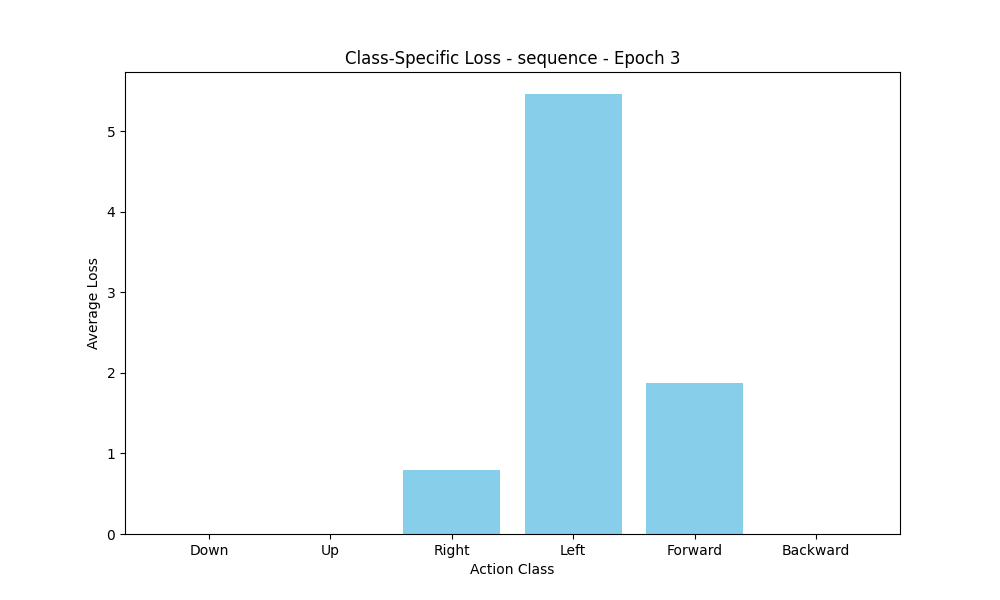 Class-Specific Loss - sequence - Epoch 3
Average Loss
5
4
3
2
1
0
Down Up Right Left Forward Backward
Action Class